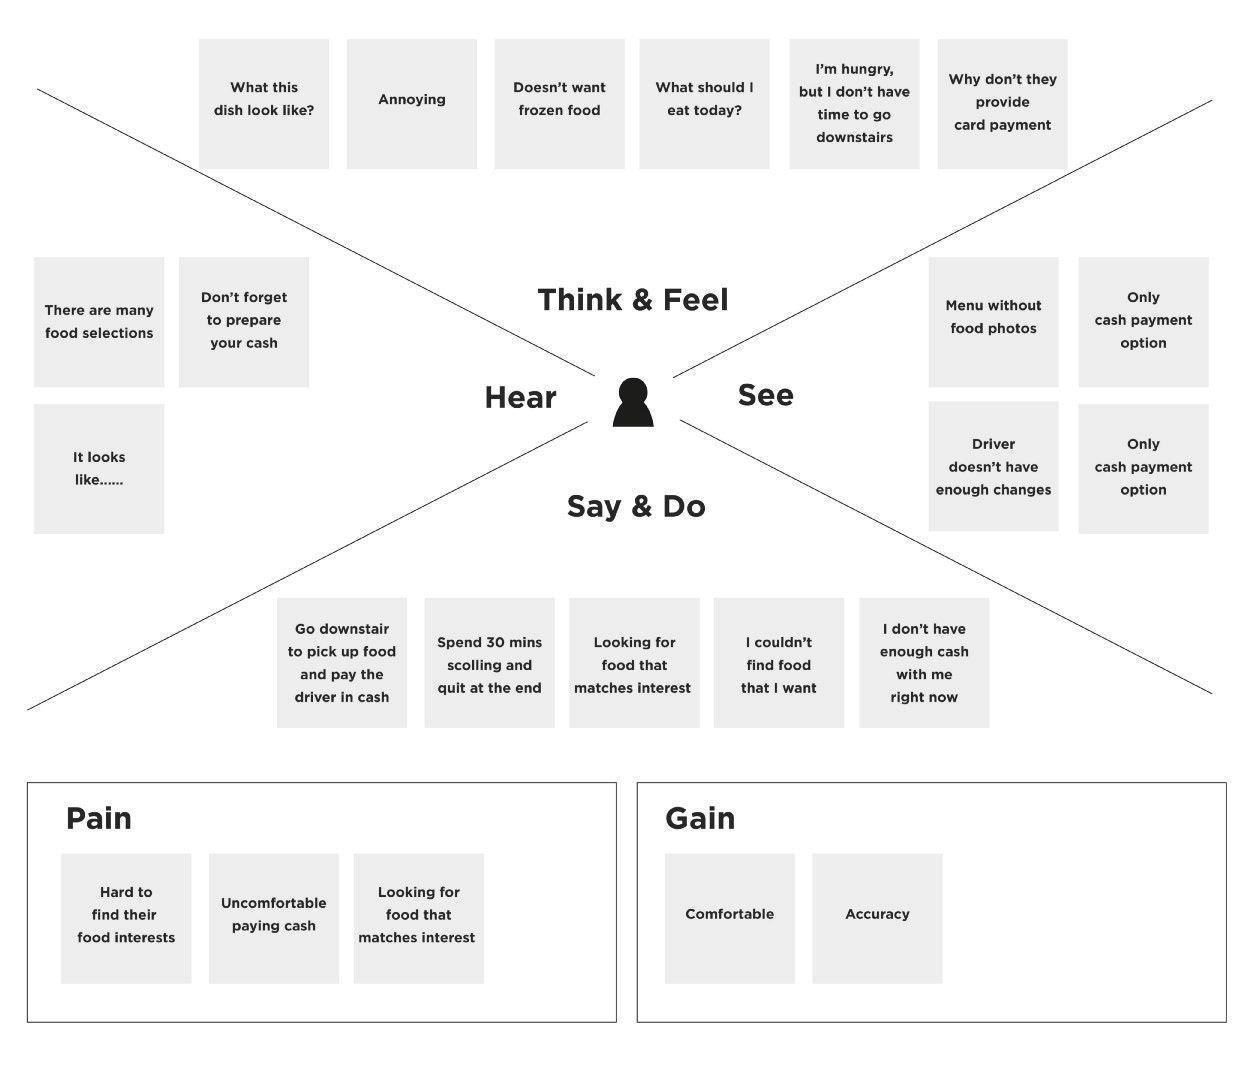 What this
dish look like?
Annoying
Doesn't want
frozen food
What should I
eat today?
I'm hungry,
but I don't have
time to go
downstairs
Why don't they
provide
card payment
Think & Feel
There are many
food selections
Don't forget
to prepare
your cash
It looks
like......
Hear
See
Menu without
food photos
Only
cash payment
option
Driver
doesn't have
enough changes
Only
cash payment
option
Say & Do
Go downstair
to pick up food
and pay the
driver in cash
Spend 30 mins
scolling and
quit at the end
Looking for
food that
matches interest
I couldn't
find food
that I want
I don't have
enough cash
with me
right now
Pain
Hard to
find their
food interests
Uncomfortable
paying cash
Looking for
food that
matches interest
Gain
Comfortable
Accuracy